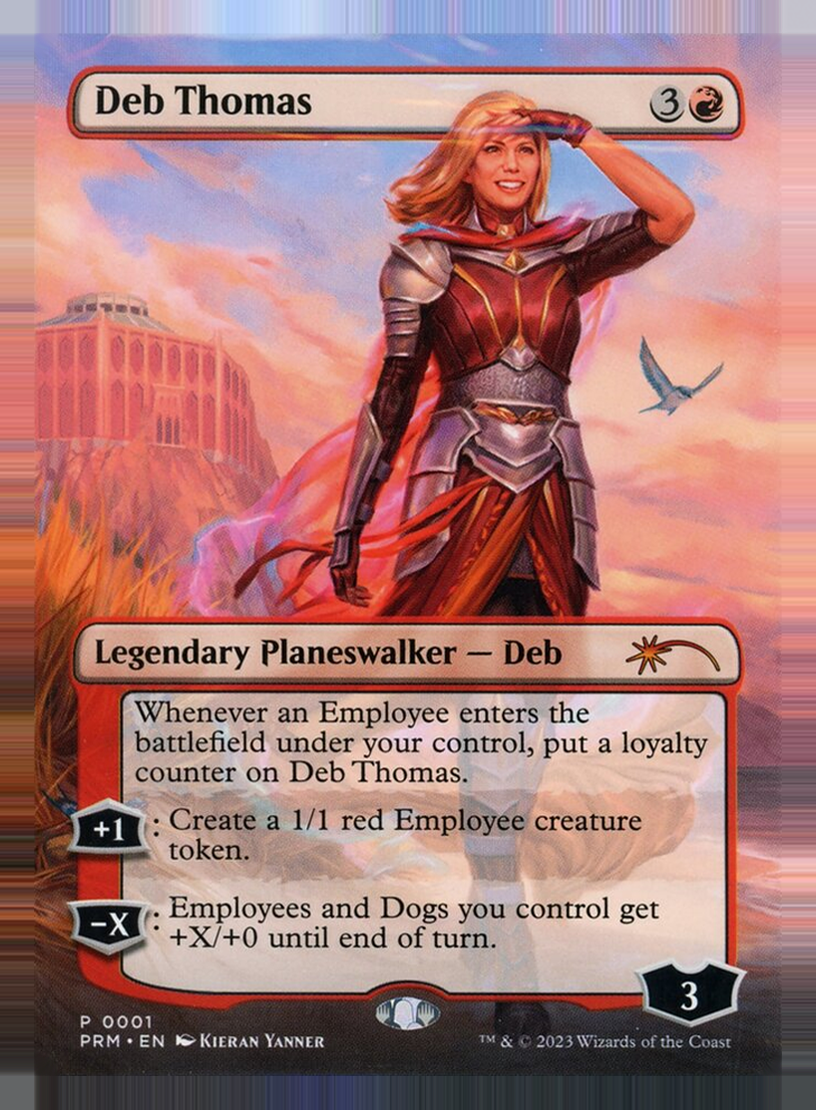 Deb Thomas 3
Legendary Planeswalker — Deb
Whenever an Employee enters the
battlefield under your control, put a loyalty
counter on Deb Thomas.
+1 : Create a 1/1 red Employee creature
token.
−X : Employees and Dogs you control get
+X/+0 until end of turn.
3
P 0001
PRM • EN KIERAN YANNER
™ & © 2023 Wizards of the Coast